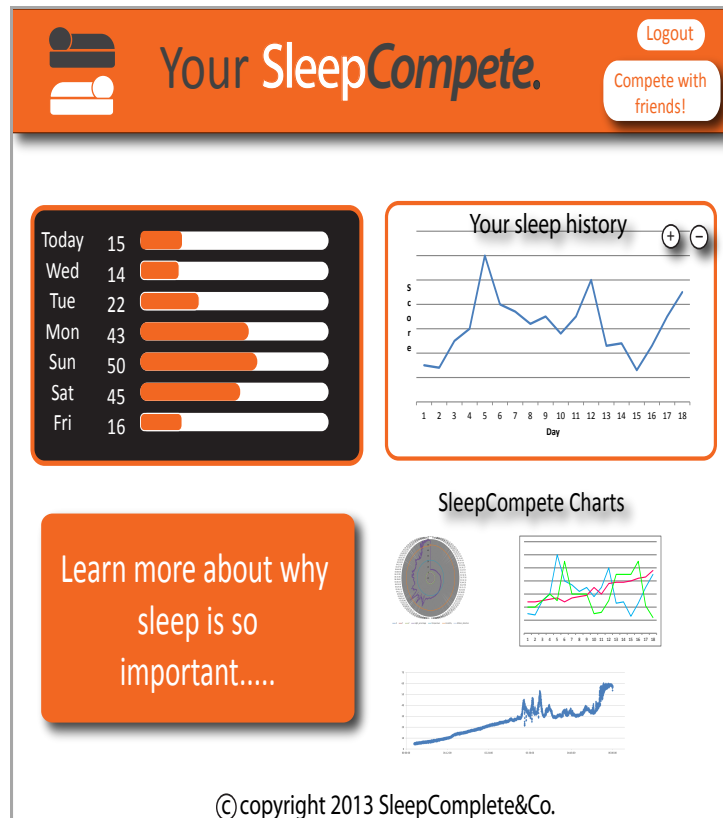 Your SleepCompete.
Logout
Compete with
friends!
Today 15
Wed 14
Tue 22
Mon 43
Sun 50
Sat 45
Fri 16
Your sleep history
+ −
Score
1 2 3 4 5 6 7 8 9 10 11 12 13 14 15 16 17 18
Day
Learn more about why
sleep is so
important.....
SleepCompete Charts
1 2 3 4 5 6 7 8 9 10 11 12 13 14 15 16 17 18
©copyright 2013 SleepComplete&Co.